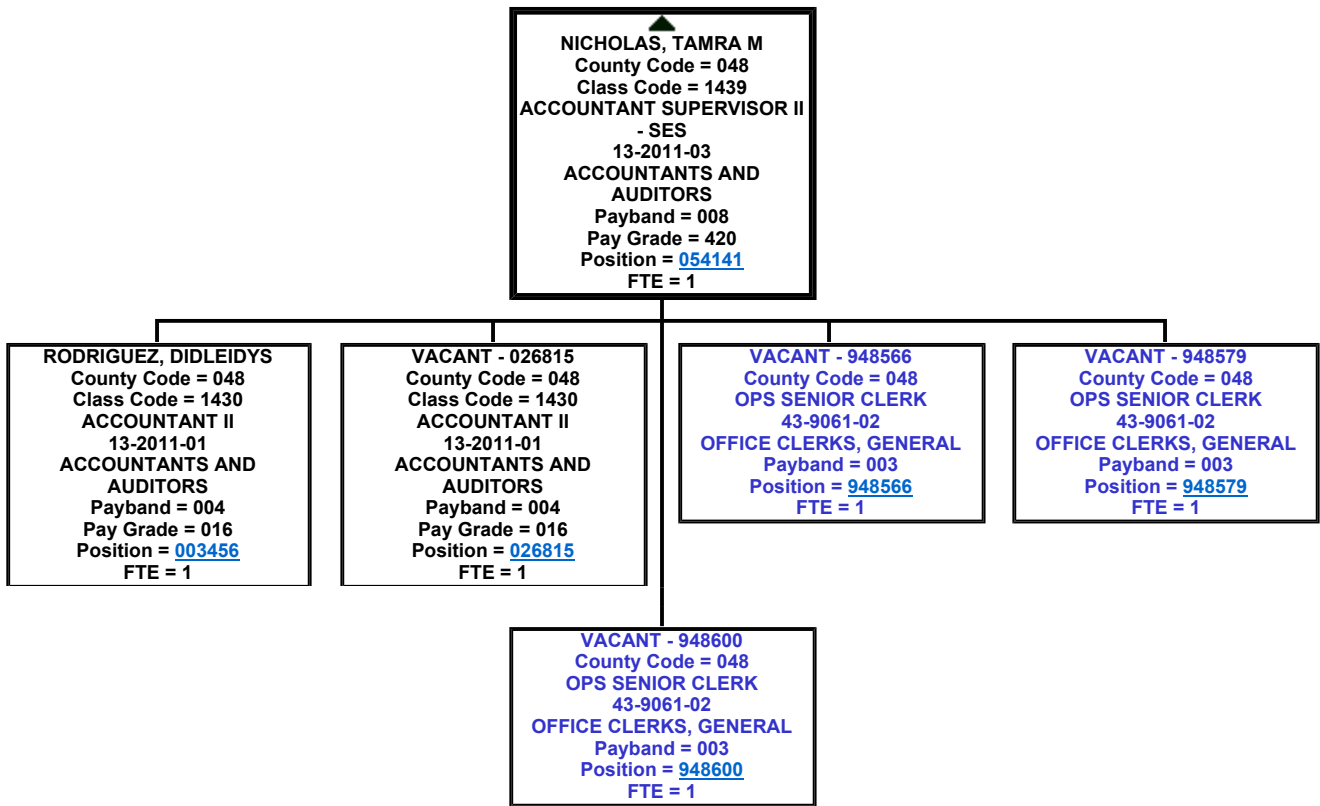 NICHOLAS, TAMRA M
County Code = 048
Class Code = 1439
ACCOUNTANT SUPERVISOR II
- SES
13-2011-03
ACCOUNTANTS AND
AUDITORS
Payband = 008
Pay Grade = 420
Position = 054141
FTE = 1
RODRIGUEZ, DIDLEIDYS
County Code = 048
Class Code = 1430
ACCOUNTANT II
13-2011-01
ACCOUNTANTS AND
AUDITORS
Payband = 004
Pay Grade = 016
Position = 003456
FTE = 1
VACANT - 026815
County Code = 048
Class Code = 1430
ACCOUNTANT II
13-2011-01
ACCOUNTANTS AND
AUDITORS
Payband = 004
Pay Grade = 016
Position = 026815
FTE = 1
VACANT - 948566
County Code = 048
OPS SENIOR CLERK
43-9061-02
OFFICE CLERKS, GENERAL
Payband = 003
Position = 948566
FTE = 1
VACANT - 948579
County Code = 048
OPS SENIOR CLERK
43-9061-02
OFFICE CLERKS, GENERAL
Payband = 003
Position = 948579
FTE = 1
VACANT - 948600
County Code = 048
OPS SENIOR CLERK
43-9061-02
OFFICE CLERKS, GENERAL
Payband = 003
Position = 948600
FTE = 1